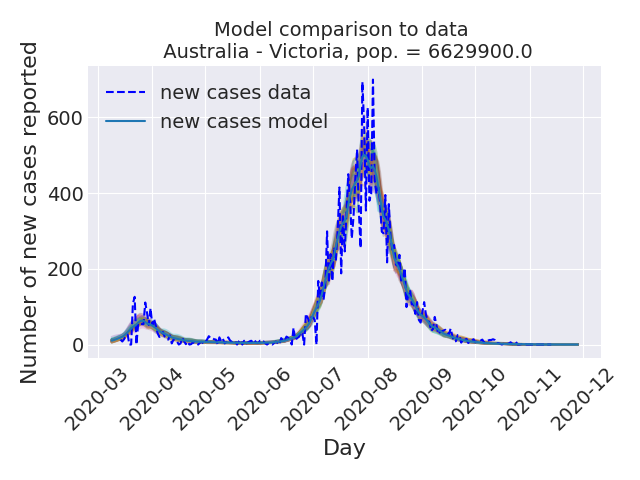 Model comparison to data
Australia - Victoria, pop. = 6629900.0
Number of new cases reported
600
400
200
0
new cases data
new cases model
2020-03
2020-04
2020-05
2020-06
2020-07
2020-08
2020-09
2020-10
2020-11
2020-12
Day